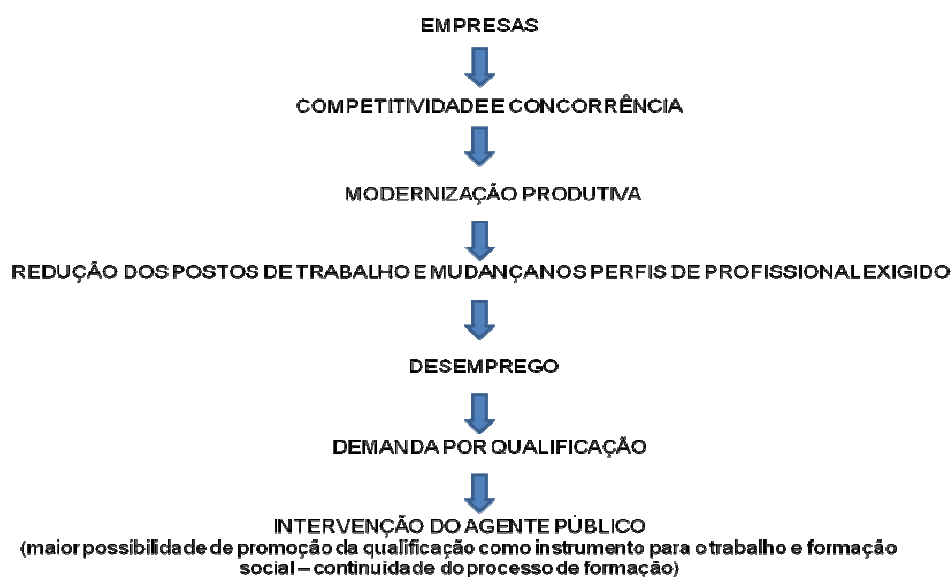 EMPRESAS
COMPETITIVIDADE E CONCORRÊNCIA
MODERNIZAÇÃO PRODUTIVA
REDUÇÃO DOS POSTOS DE TRABALHO E MUDANÇA NOS PERFIS DE PROFISSIONAL EXIGIDO
DESEMPREGO
DEMANDA POR QUALIFICAÇÃO
INTERVENÇÃO DO AGENTE PÚBLICO
(maior possibilidade de promoção da qualificação como instrumento para o trabalho e formação
social – continuidade do processo de formação)